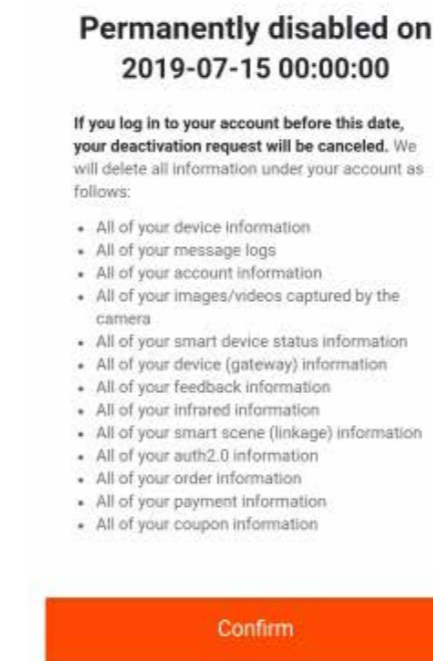 Permanently disabled on
2019-07-15 00:00:00
If you log in to your account before this date,
your deactivation request will be canceled. We
will delete all information under your account as
follows:
• All of your device information
• All of your message logs
• All of your account information
• All of your images/videos captured by the
camera
• All of your smart device status information
• All of your device (gateway) information
• All of your feedback information
• All of your infrared information
• All of your smart scene (linkage) information
• All of your auth2.0 information
• All of your order information
• All of your payment information
• All of your coupon information
Confirm